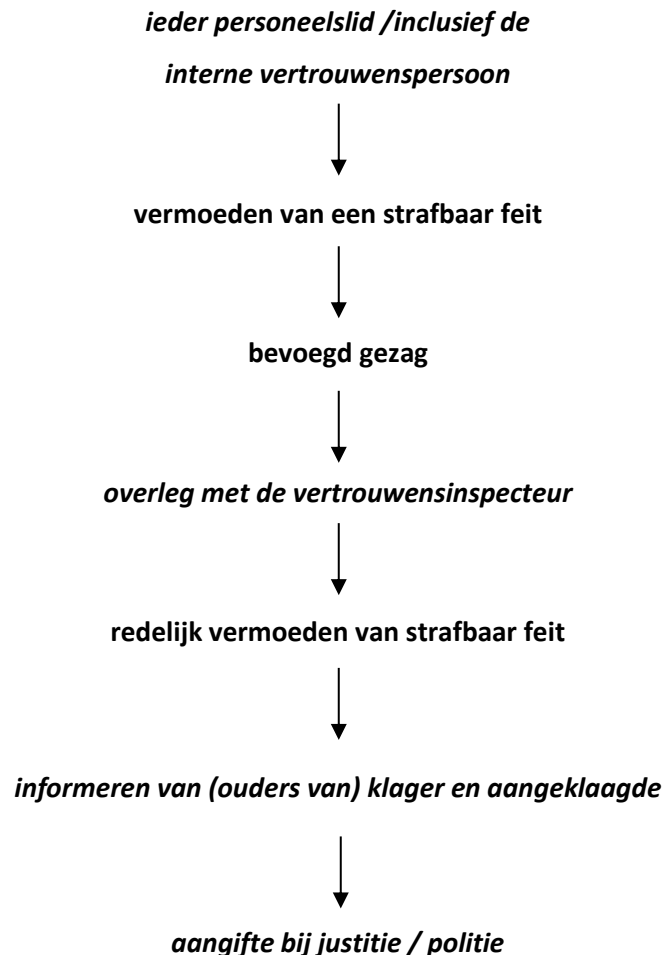 ieder personeelslid /inclusief de
interne vertrouwenspersoon
vermoeden van een strafbaar feit
bevoegd gezag
overleg met de vertrouwensinspecteur
redelijk vermoeden van strafbaar feit
informeren van (ouders van) klager en aangeklaagde
aangifte bij justitie / politie